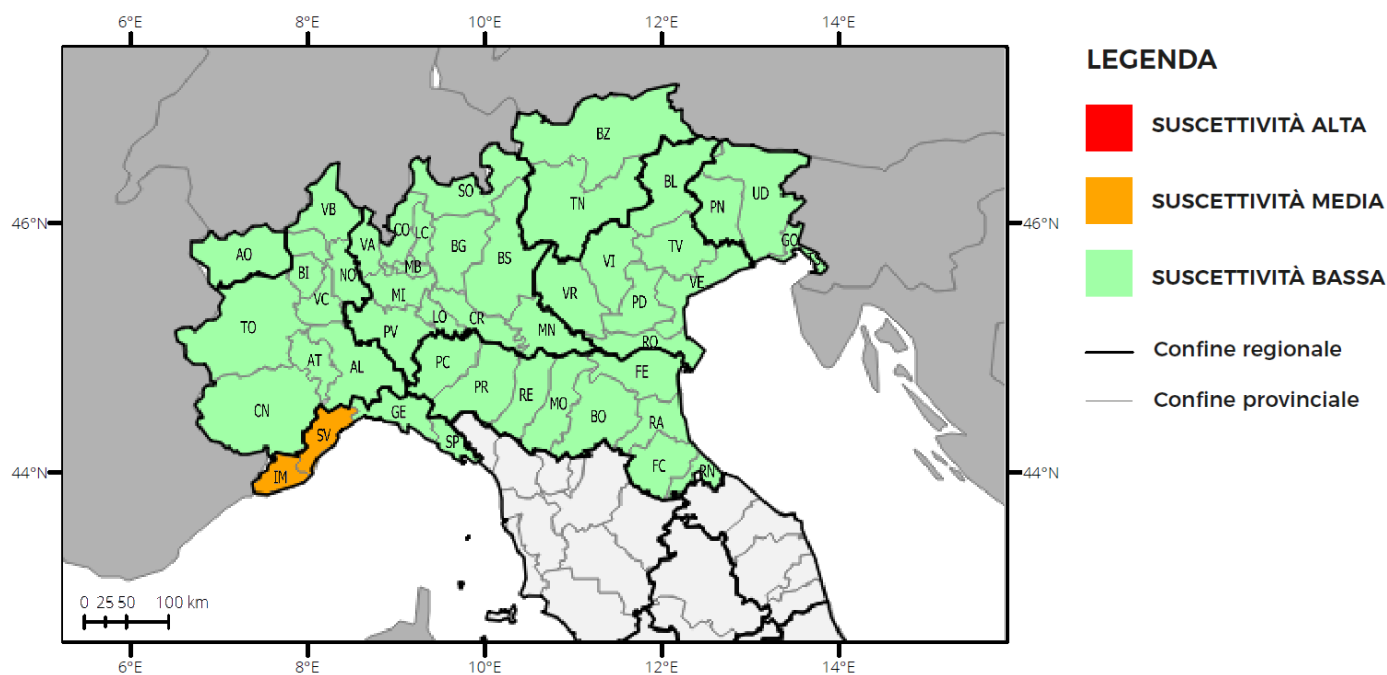 6°E 8°E 10°E 12°E 14°E
LEGENDA
SUSCETTIVITÀ ALTA
SUSCETTIVITÀ MEDIA
SUSCETTIVITÀ BASSA
Confine regionale
Confine provinciale
BZ
SO TN BL PN UD
46°N 46°N
VB
AO VA CO LC BG BS VI TV GO
BI NO MB VE
VC MI VR PD
TO PV LO CR MN RO
AT AL PC PR RE MO FE
CN GE BO RA
SV SP
44°N 44°N
IM FC RN
0 25 50 100 km
6°E 8°E 10°E 12°E 14°E